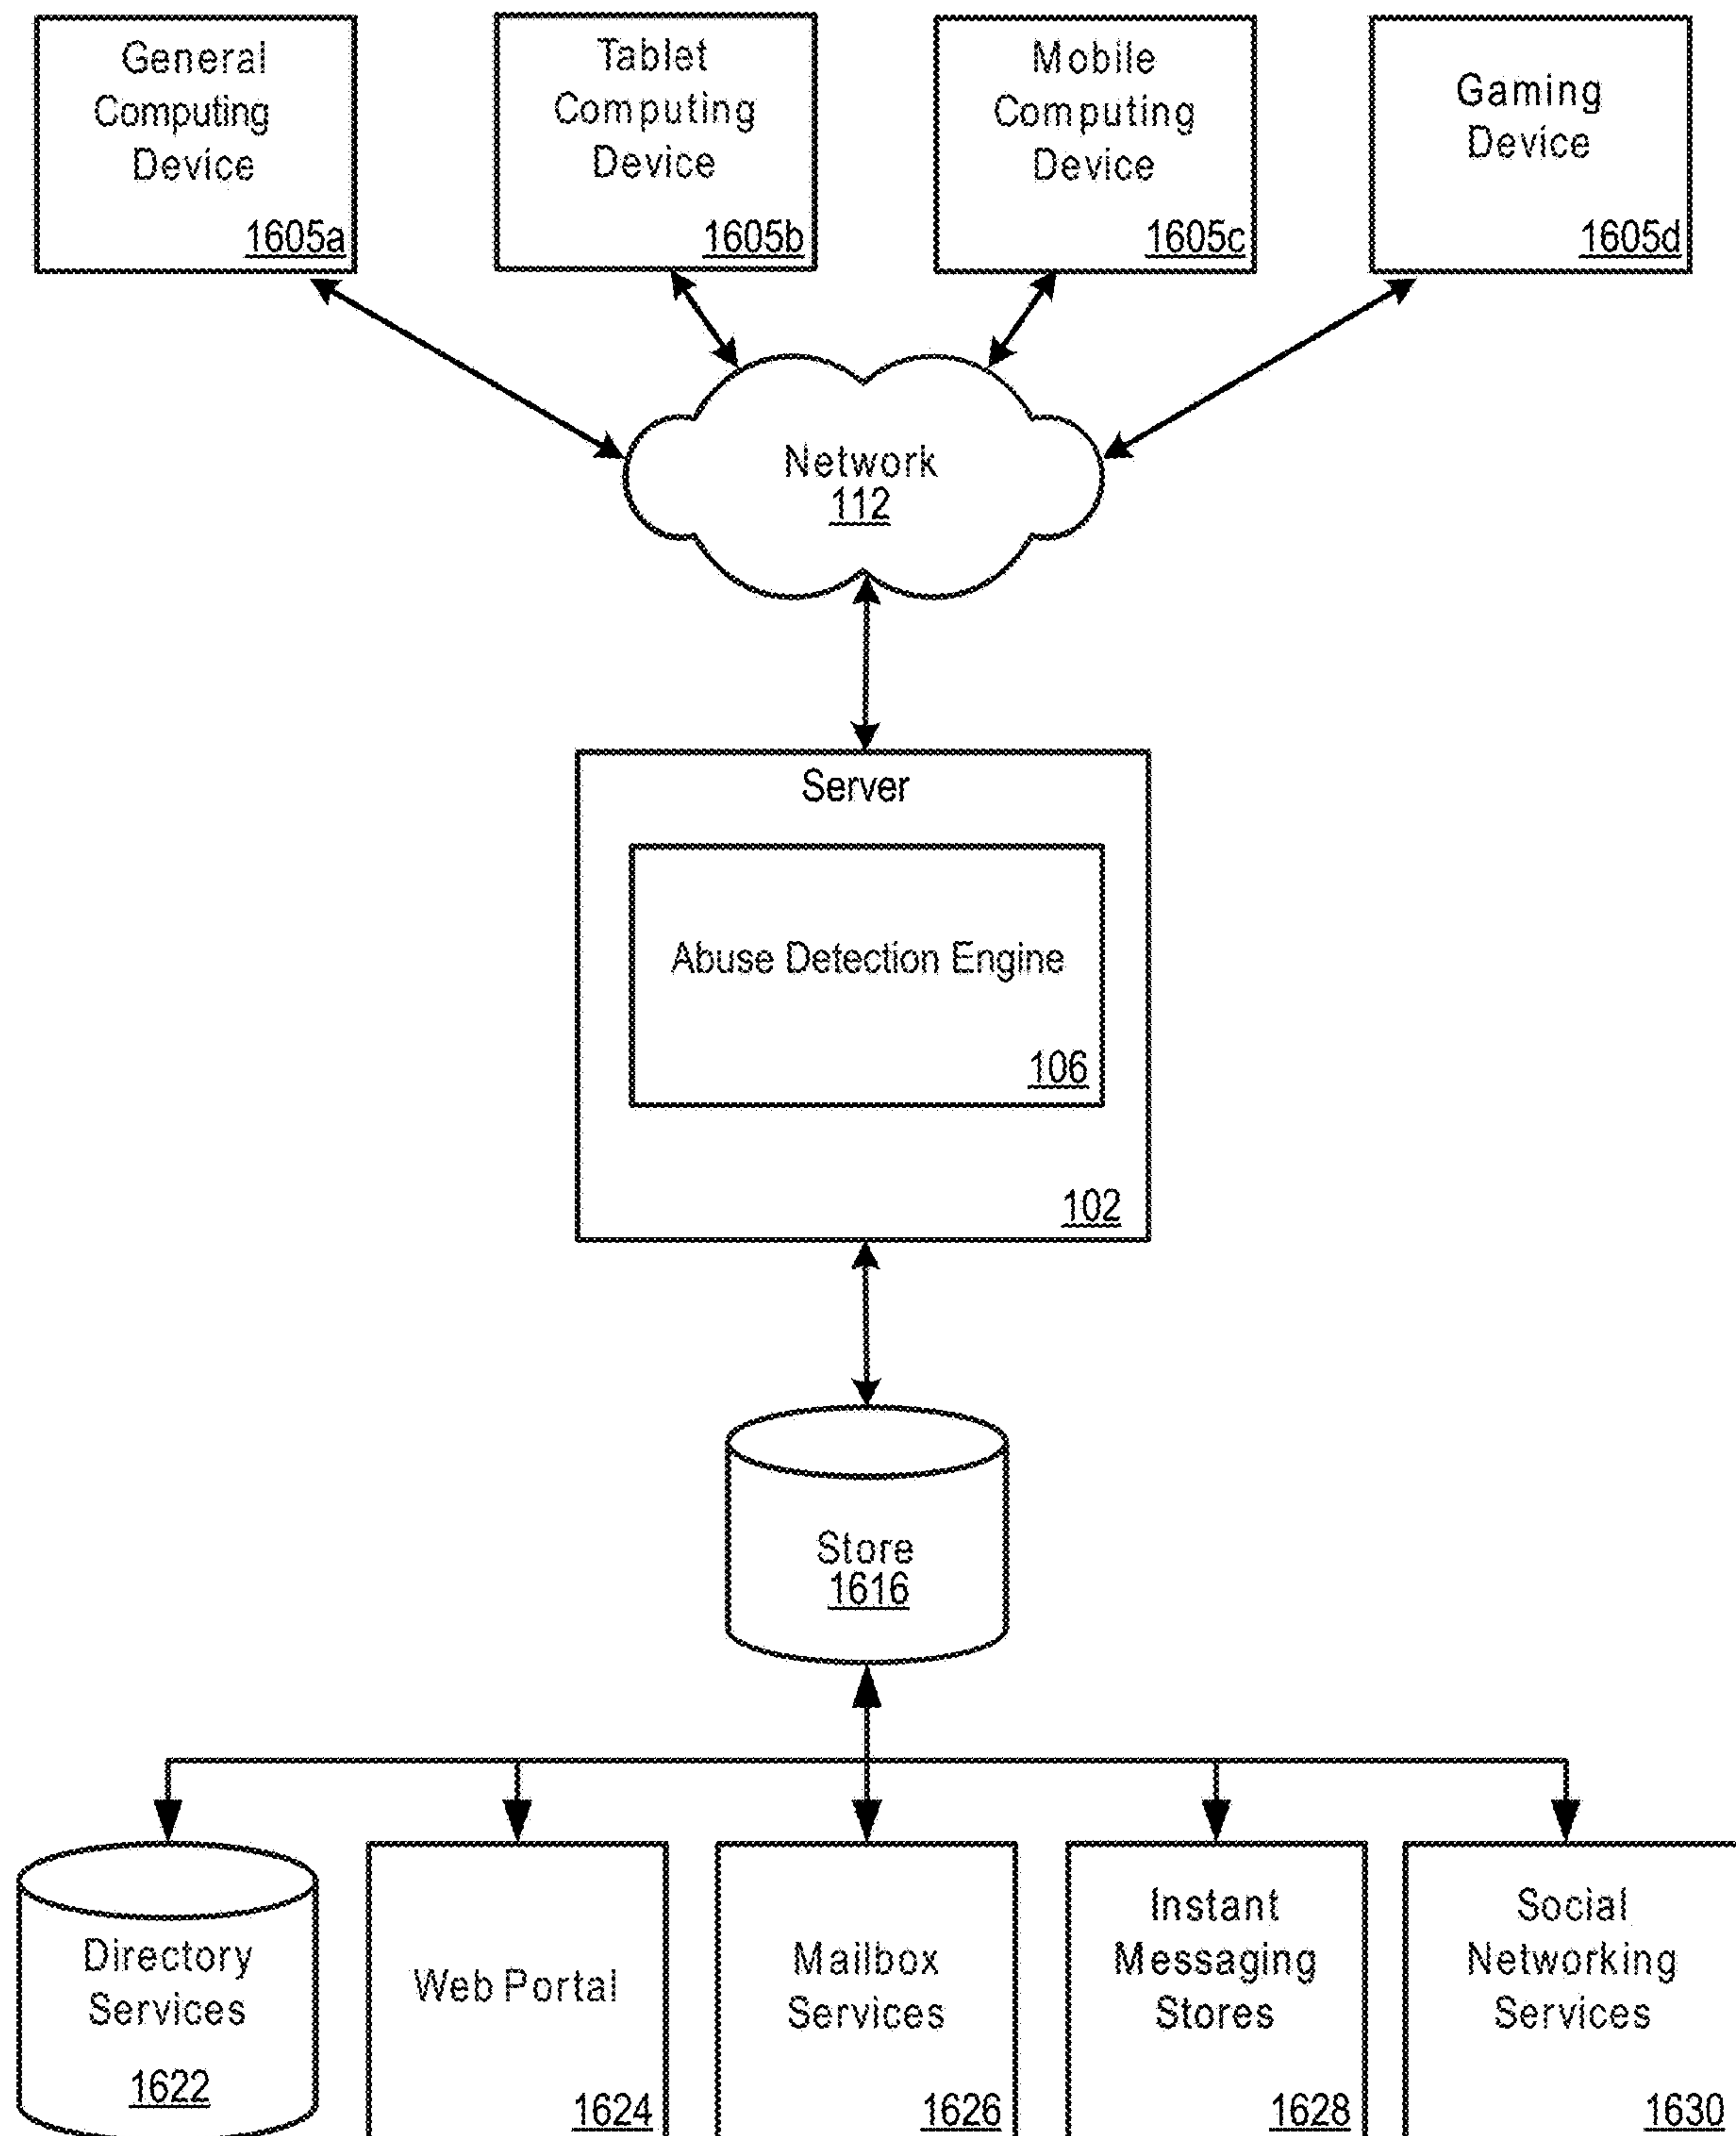 General
Computing
Device
1605a
Tablet
Computing
Device
1605b
Mobile
Computing
Device
1605c
Gaming
Device
1605d
Network
112
Server
Abuse Detection Engine
106
102
Store
1616
Directory
Services
1622
Web Portal
1624
Mailbox
Services
1626
Instant
Messaging
Stores
1628
Social
Networking
Services
1630